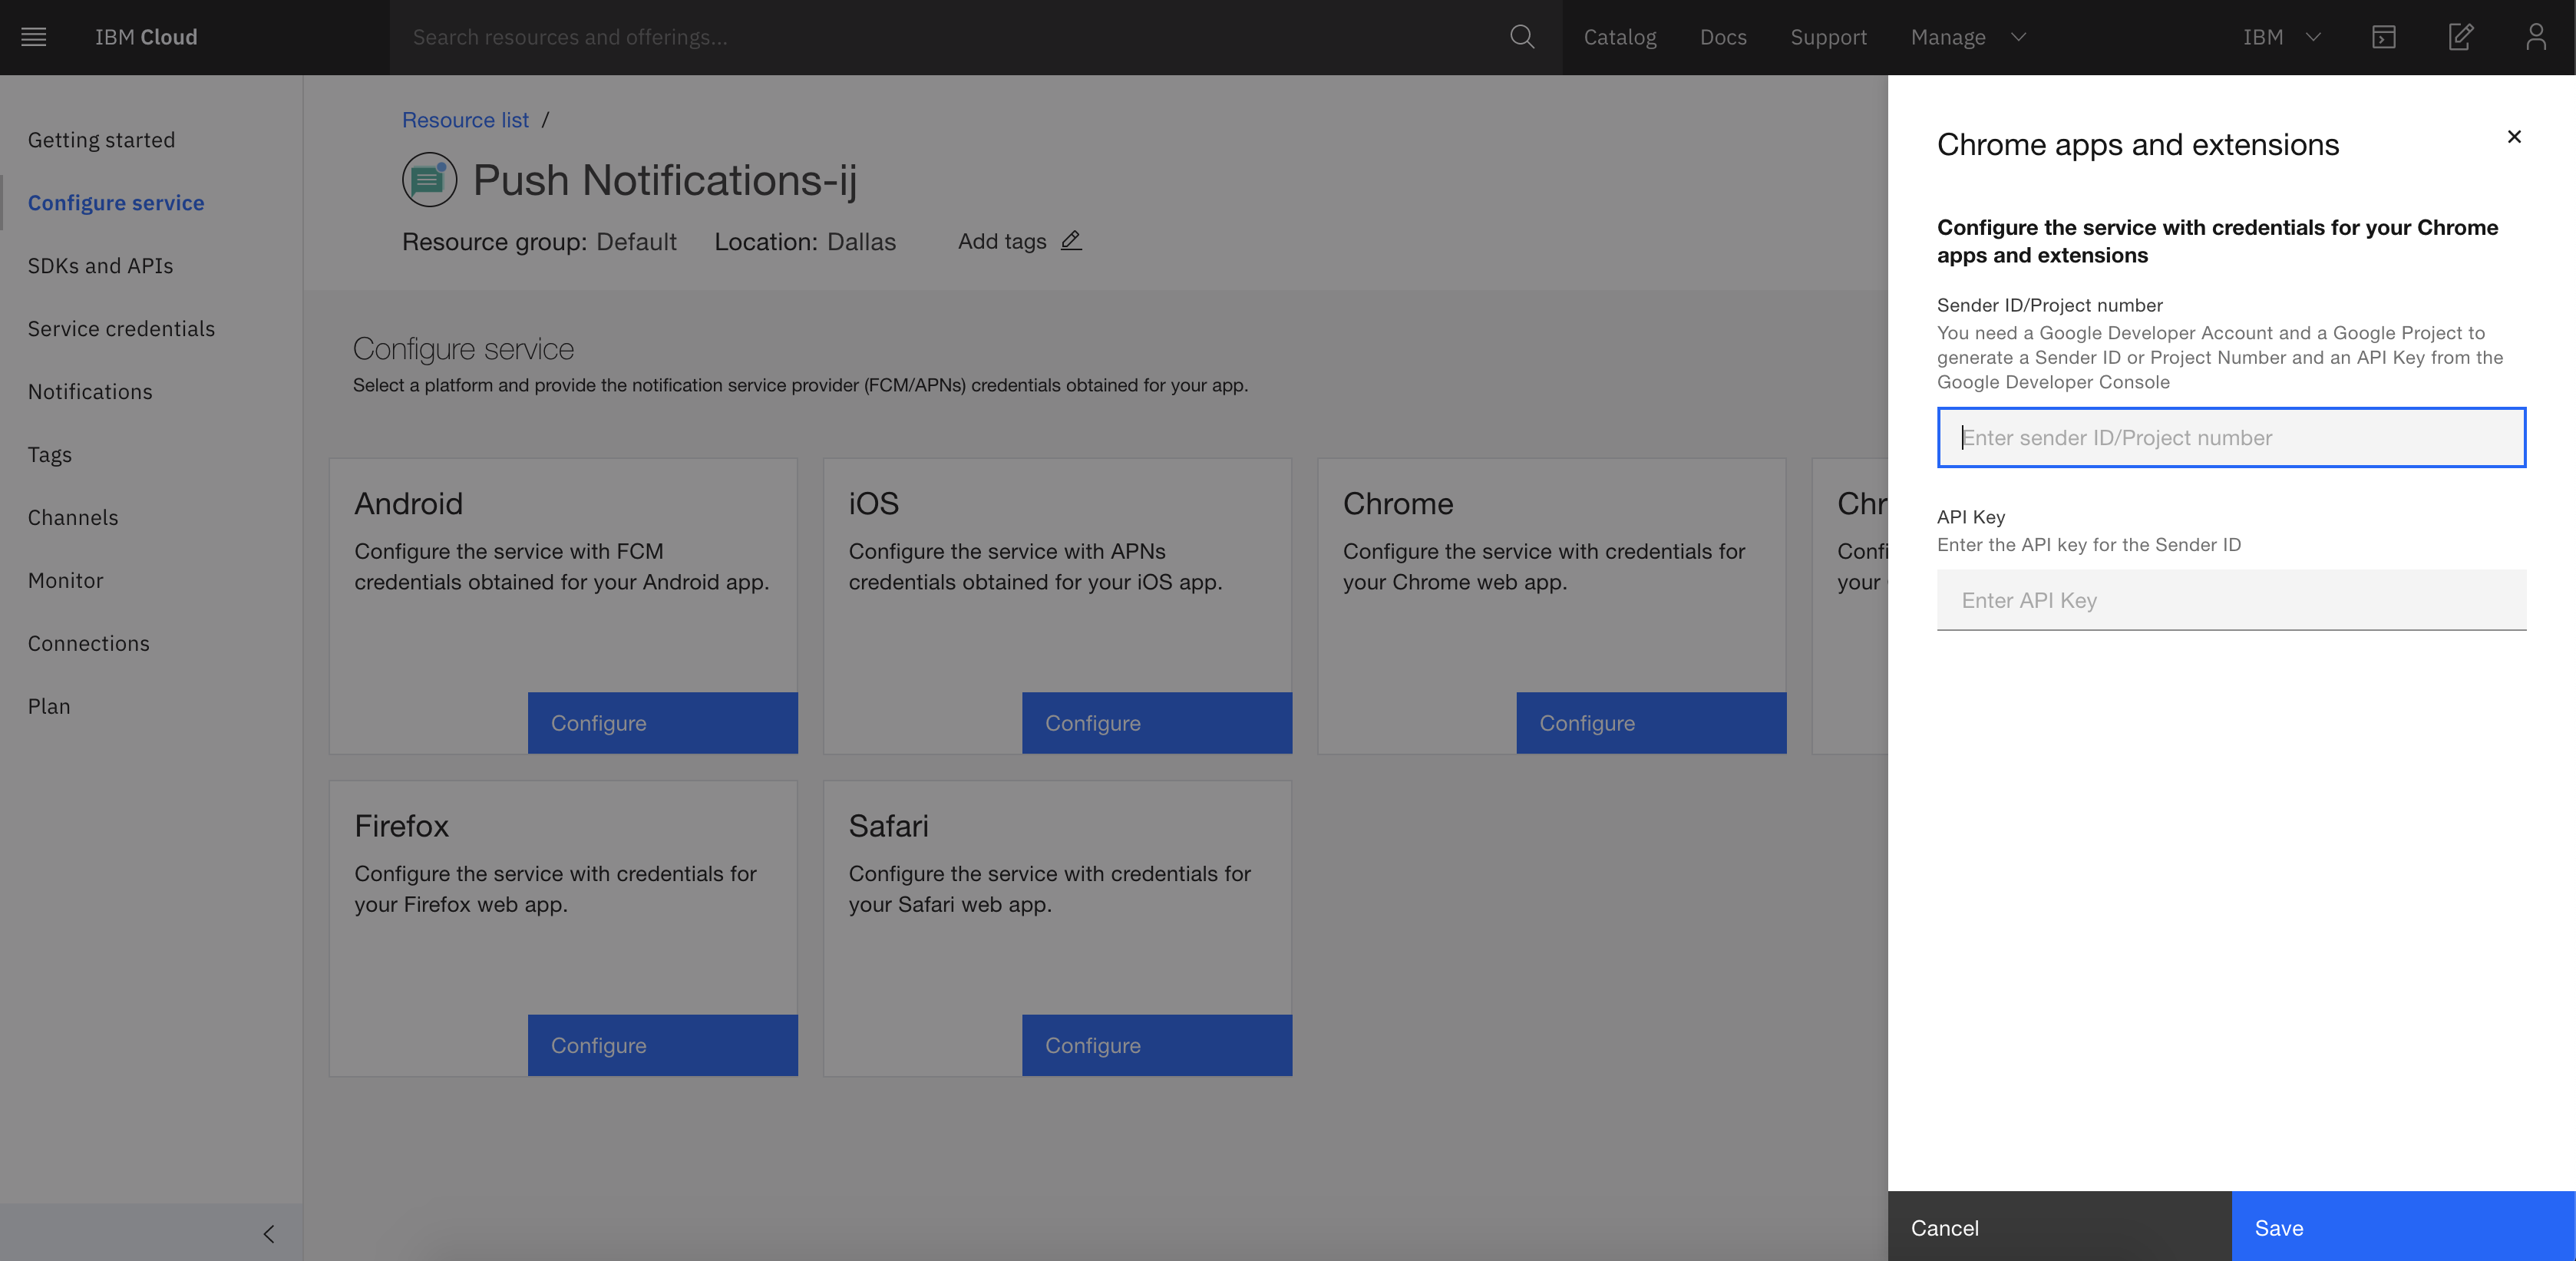 IBM Cloud
Search resources and offerings...
Catalog
Docs
Support
Manage
IBM
Getting started
Configure service
SDKs and APIs
Service credentials
Notifications
Tags
Channels
Monitor
Connections
Plan
Resource list /
Push Notifications-ij
Resource group: Default
Location: Dallas
Add tags
Configure service
Select a platform and provide the notification service provider (FCM/APNs) credentials obtained for your app.
Android
Configure the service with FCM
credentials obtained for your Android app.
Configure
iOS
Configure the service with APNs
credentials obtained for your iOS app.
Configure
Chrome
Configure the service with credentials for
your Chrome web app.
Configure
Chr
Confi
your
Firefox
Configure the service with credentials for
your Firefox web app.
Configure
Safari
Configure the service with credentials for
your Safari web app.
Configure
Chrome apps and extensions
Configure the service with credentials for your Chrome
apps and extensions
Sender ID/Project number
You need a Google Developer Account and a Google Project to
generate a Sender ID or Project Number and an API Key from the
Google Developer Console
Enter sender ID/Project number
API Key
Enter the API key for the Sender ID
Enter API Key
Cancel
Save